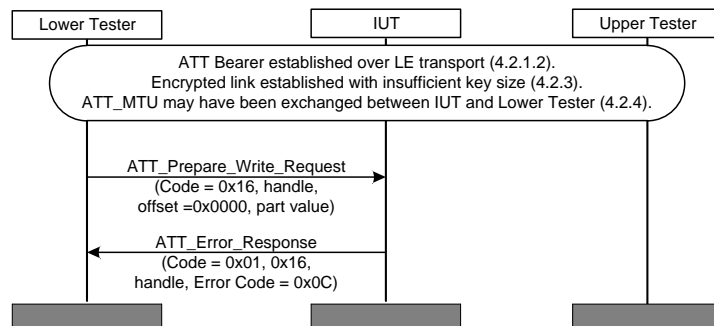 Lower Tester
IUT
Upper Tester
ATT Bearer established over LE transport (4.2.1.2).
Encrypted link established with insufficient key size (4.2.3).
ATT_MTU may have been exchanged between IUT and Lower Tester (4.2.4).
ATT_Prepare_Write_Request
(Code = 0x16, handle,
offset =0x0000, part value)
ATT_Error_Response
(Code = 0x01, 0x16,
handle, Error Code = 0x0C)